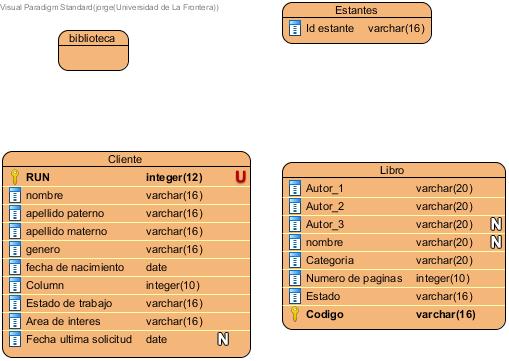 Visual Paradigm Standard(jorge(Universidad de La Frontera))
biblioteca
Estantes
Id estante varchar(16)
Cliente
RUN integer(12) U
nombre varchar(16)
apellido paterno varchar(16)
apellido materno varchar(16)
genero varchar(16)
fecha de nacimiento date
Column integer(10)
Estado de trabajo varchar(16)
Area de interes varchar(16)
Fecha ultima solicitud date N
Libro
Autor_1 varchar(20)
Autor_2 varchar(20)
Autor_3 varchar(20) N
nombre varchar(20) N
Categoria varchar(20)
Numero de paginas integer(10)
Estado varchar(16)
Codigo varchar(16)